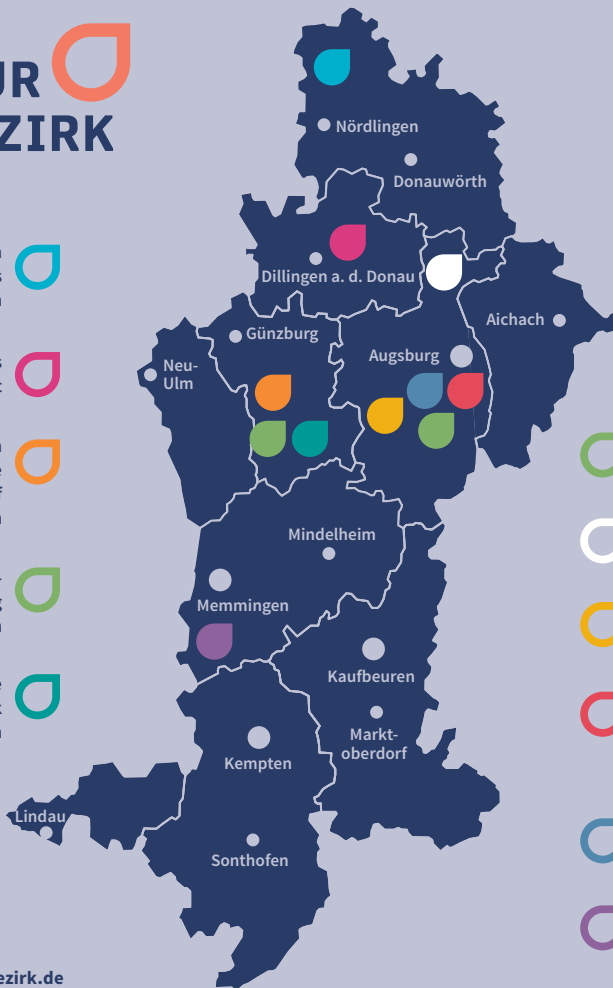 UR
ZIRK
Nördlingen
Donauwörth
Dillingen a. d. Donau
Aichach
Günzburg
Augsburg
Neu-
Ulm
Mindelheim
Memmingen
Kaufbeuren
Markt-
oberdorf
Kempten
Lindau
Sonthofen
ezirk.de